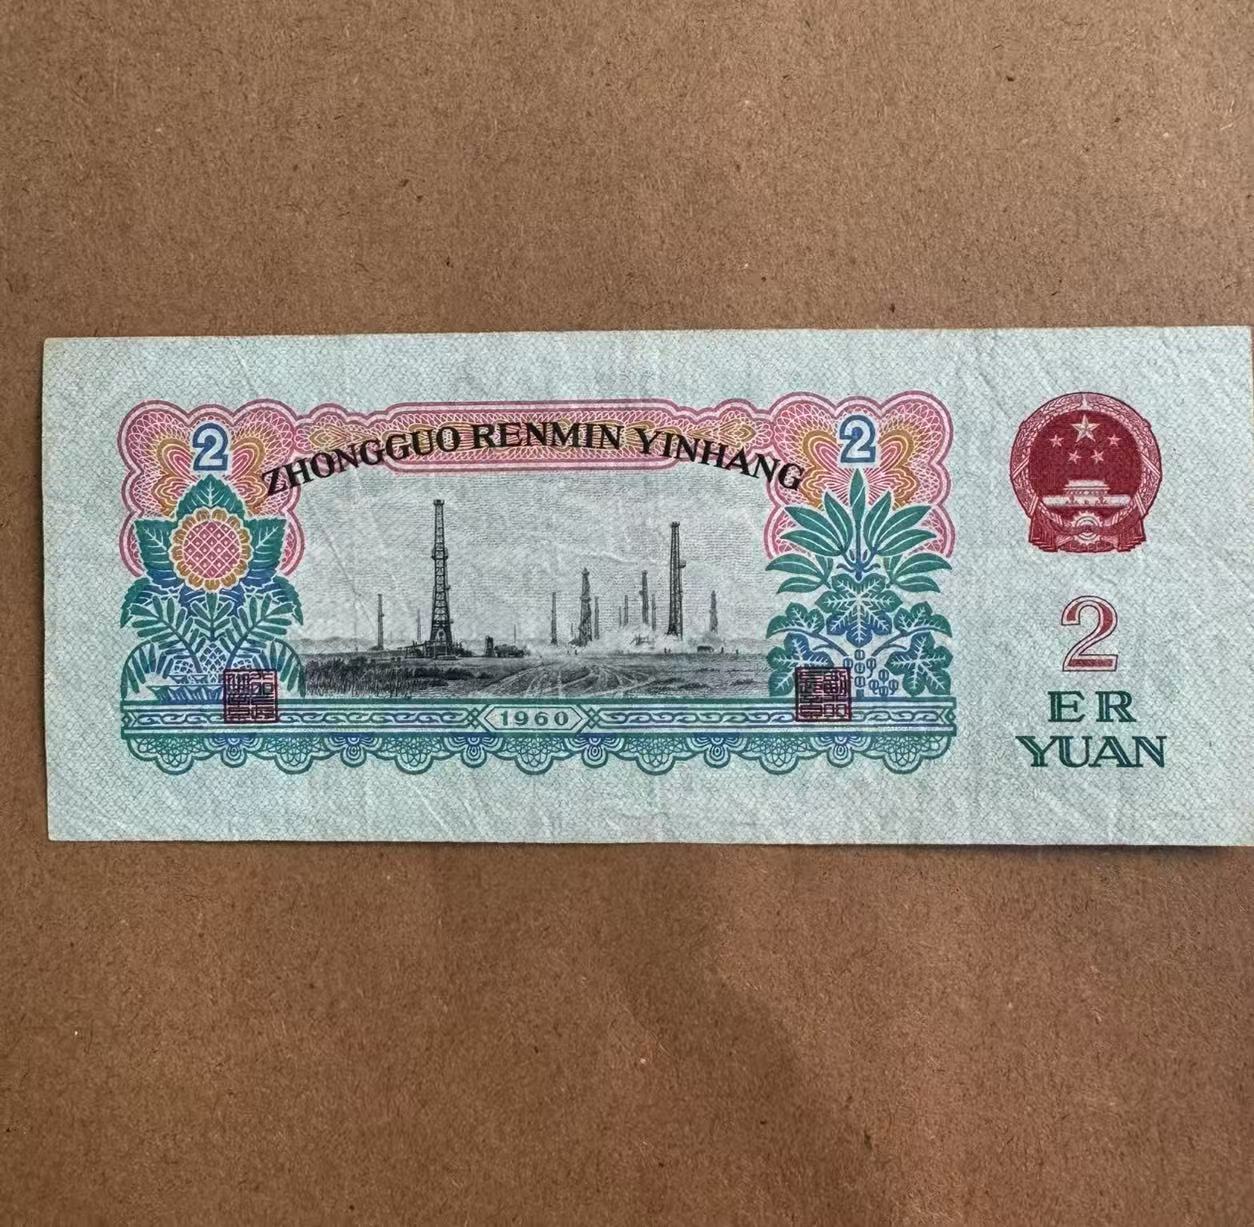 2
2
ZHONGGUO RENMIN YINHANG
1960
2
ER
YUAN